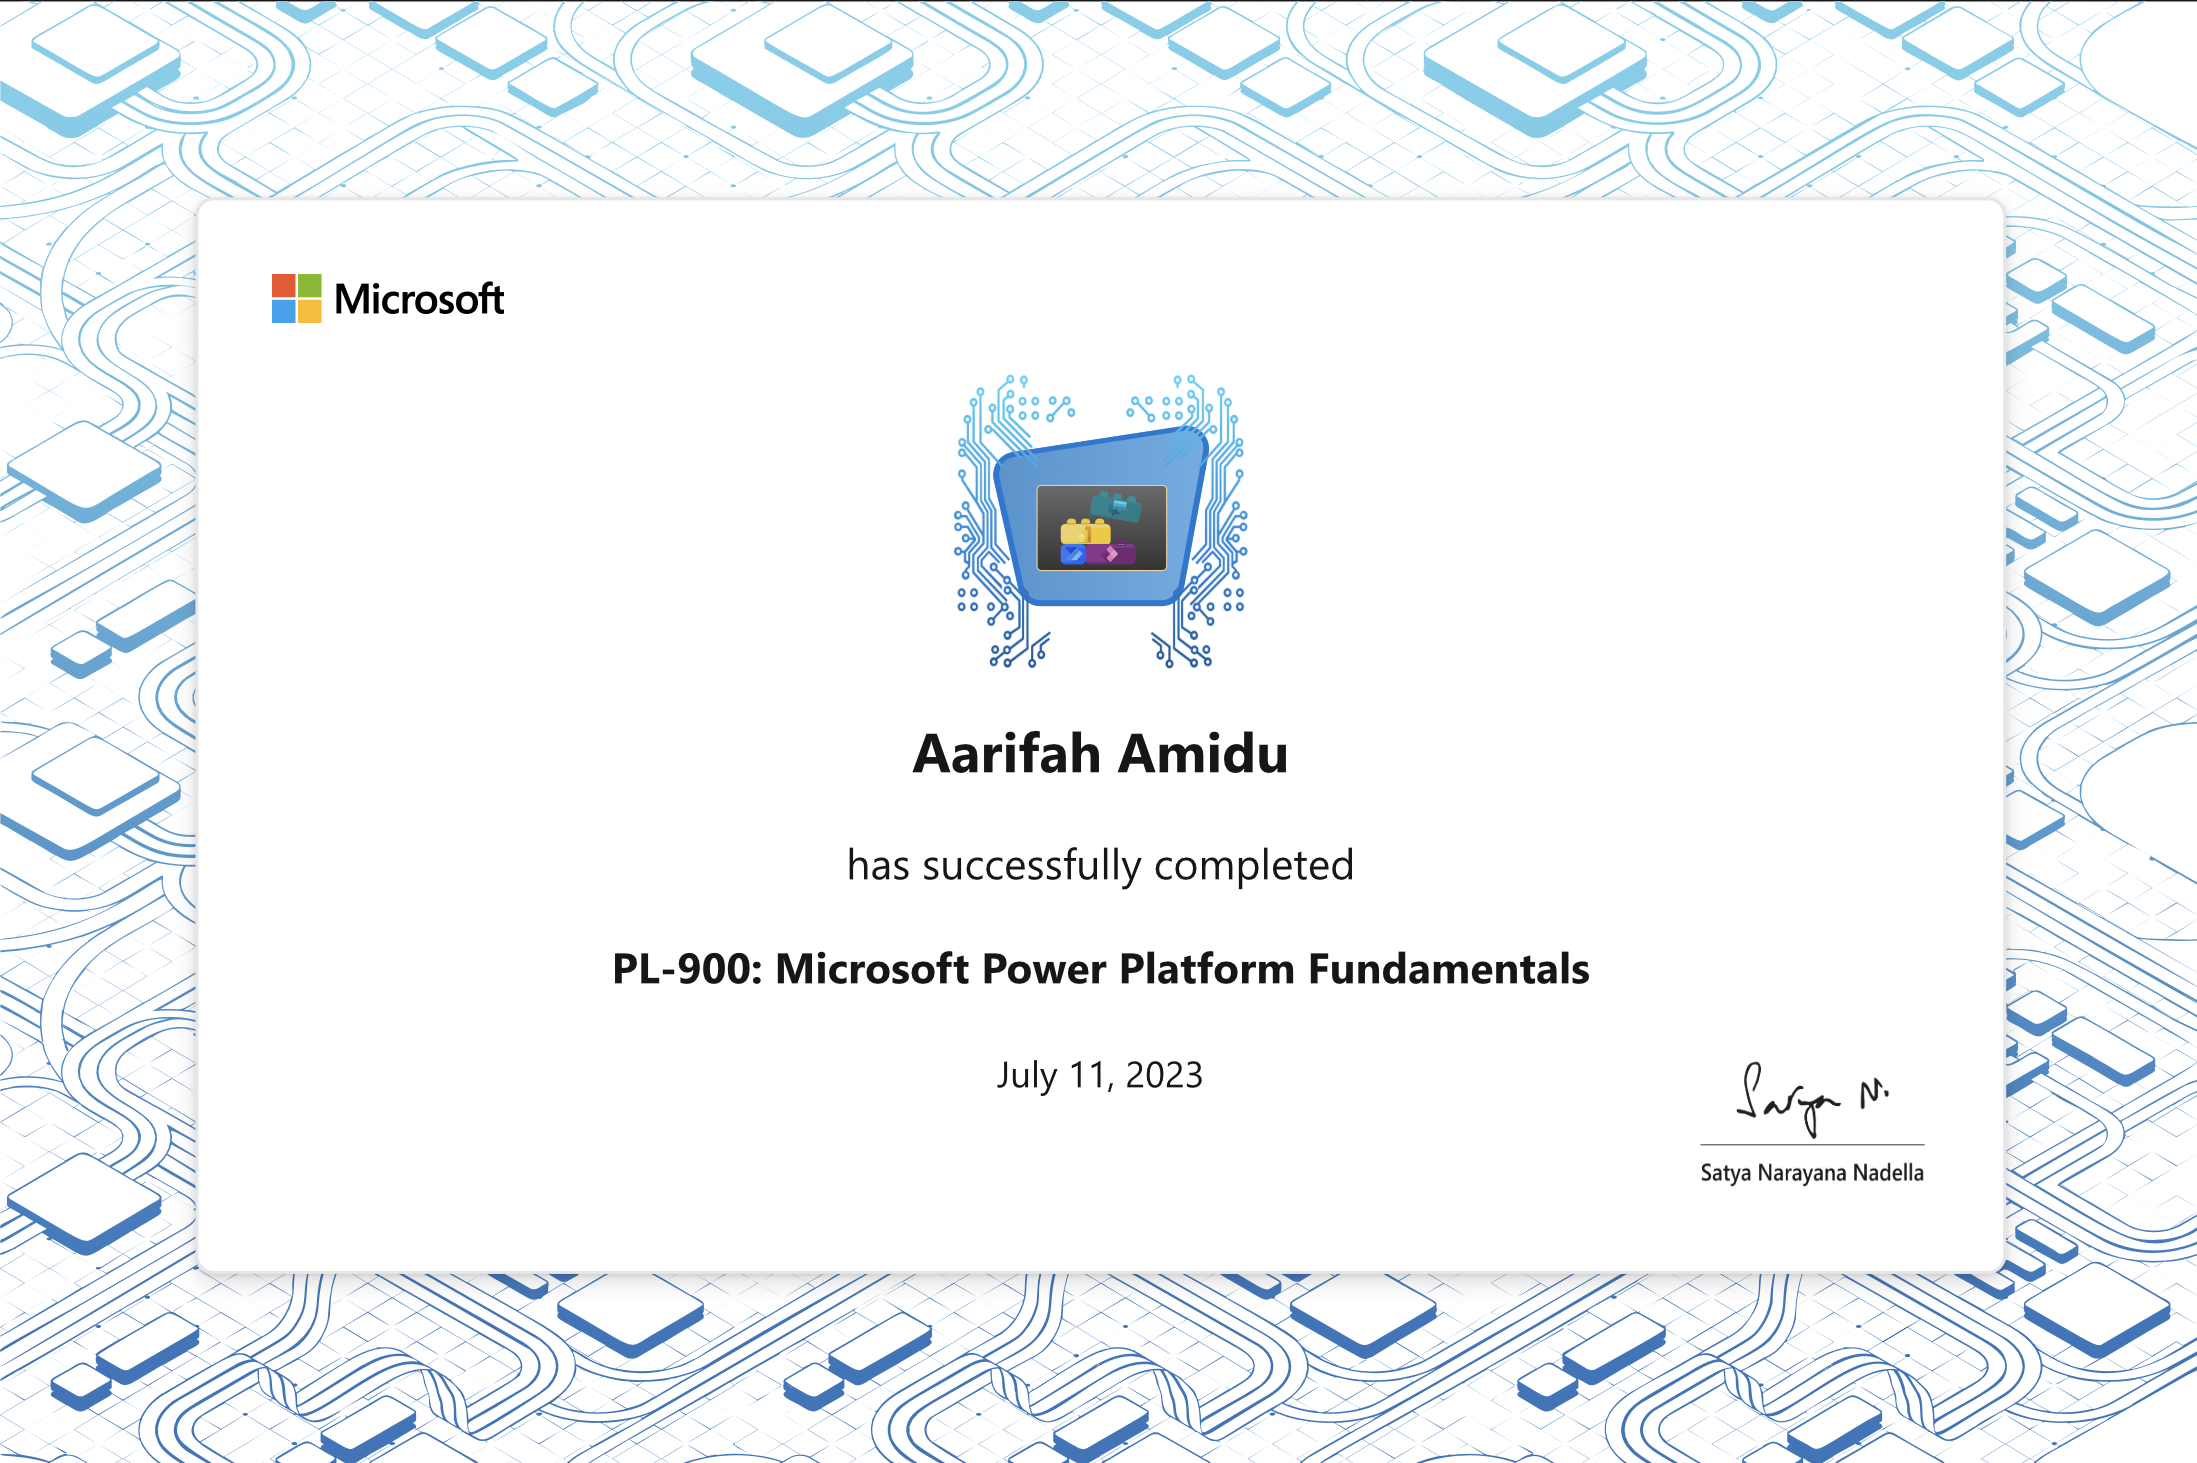 Microsoft
Aarifah Amidu
has successfully completed
PL-900: Microsoft Power Platform Fundamentals
July 11, 2023
Satya N.
Satya Narayana Nadella